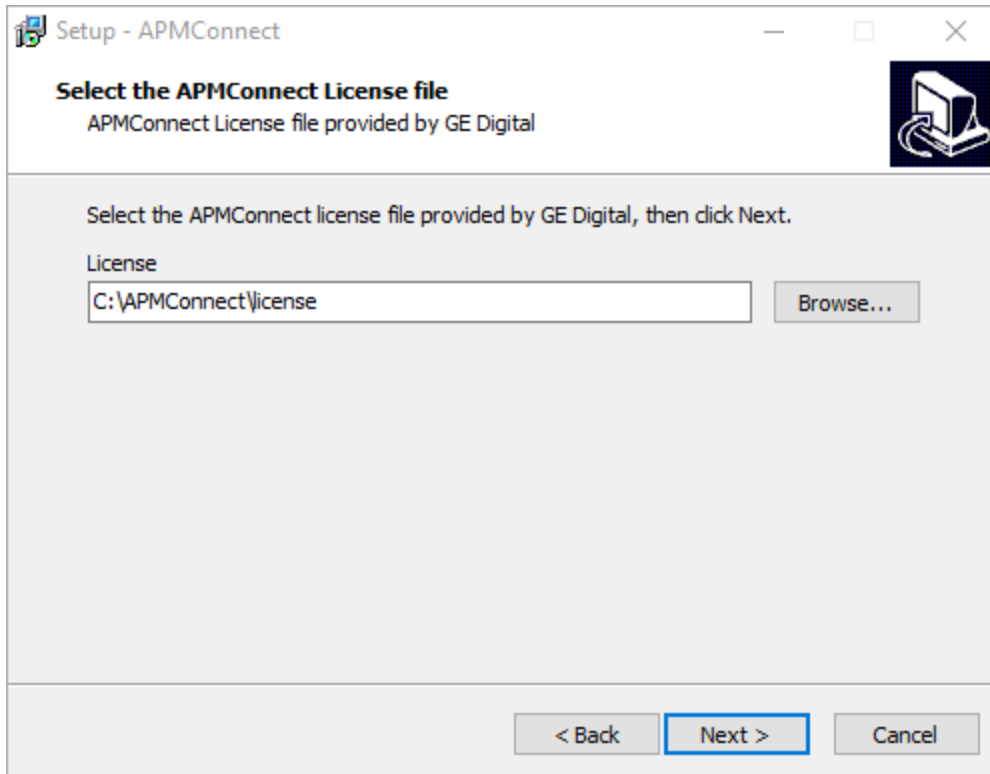 Setup - APMConnect
Select the APMConnect License file
APMConnect License file provided by GE Digital
Select the APMConnect license file provided by GE Digital, then click Next.
License
C:\APMConnect\license
Browse...
< Back
Next >
Cancel